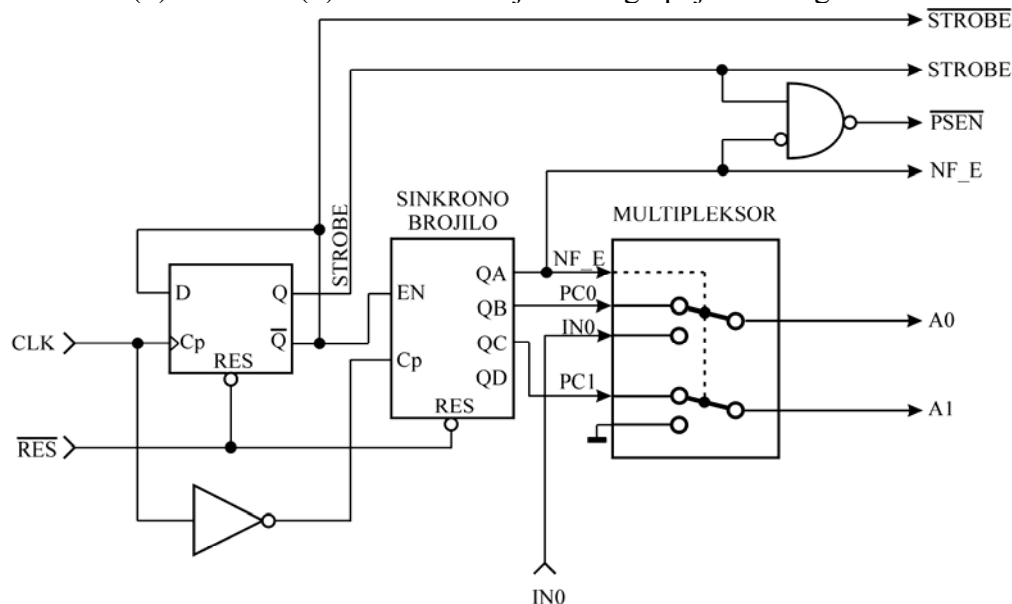 STROBE
STROBE
PSEN
NF_E
SINKRONO
BROJILO
MULTIPLEKSOR
STROBE
NF_E
QA
D
Q
EN
QB
PC0
A0
IN0
CLK
Cp
Q
QC
Cp
RES
QD
PC1
A1
RES
RES
IN0